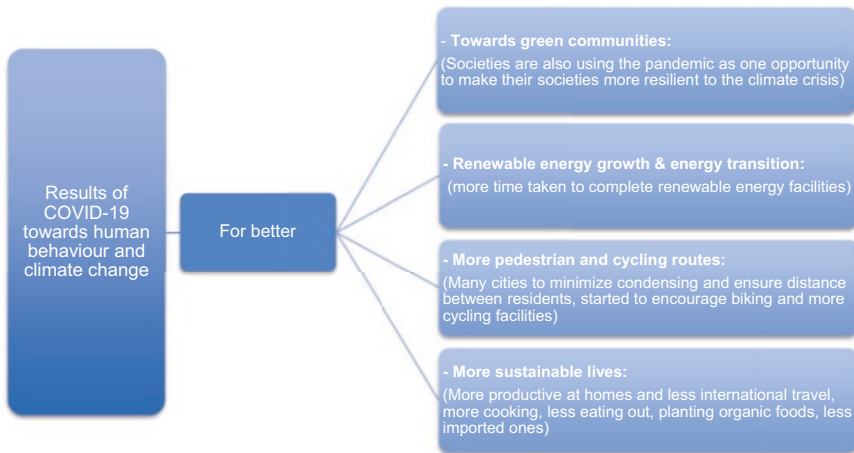 Results of
COVID-19
towards human
behaviour and
climate change
For better
- Towards green communities:
(Societies are also using the pandemic as one opportunity
to make their societies more resilient to the climate crisis)
- Renewable energy growth & energy transition:
(more time taken to complete renewable energy facilities)
- More pedestrian and cycling routes:
(Many cities to minimize condensing and ensure distance
between residents, started to encourage biking and more
cycling facilities)
- More sustainable lives:
(More productive at homes and less international travel,
more cooking, less eating out, planting organic foods, less
imported ones)